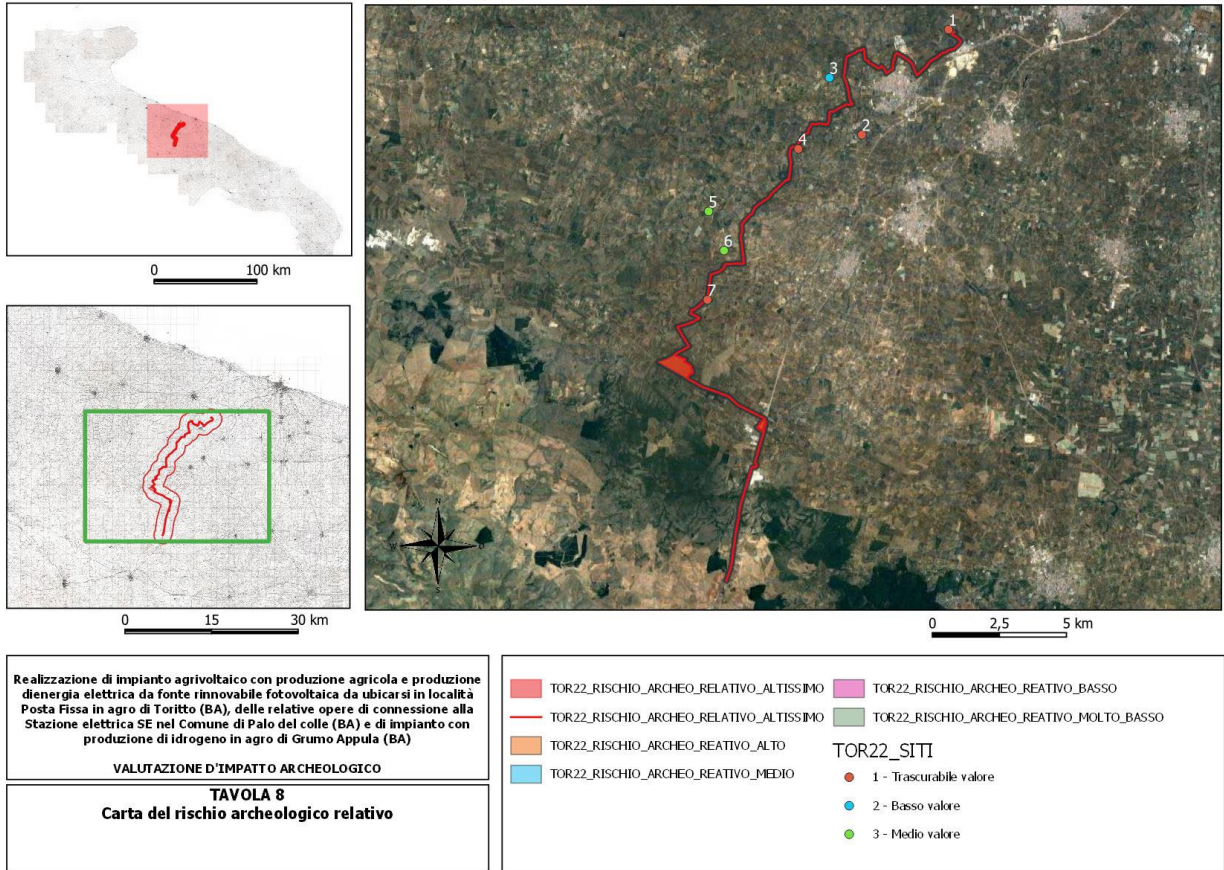 0 100 km
0 15 30 km
1
2
3
4
5
6
7
N
W O
S
0 2,5 5 km
Realizzazione di impianto agrivoltaico con produzione agricola e produzione
dienergia elettrica da fonte rinnovabile fotovoltaica da ubicarsi in località
Posta Fissa in agro di Toritto (BA), delle relative opere di connessione alla
Stazione elettrica SE nel Comune di Palo del colle (BA) e di impianto con
produzione di idrogeno in agro di Grumo Appula (BA)
VALUTAZIONE D'IMPATTO ARCHEOLOGICO
TAVOLA 8
Carta del rischio archeologico relativo
TOR22_RISCHIO_ARCHEO_RELATIVO_ALTISSIMO
TOR22_RISCHIO_ARCHEO_RELATIVO_ALTISSIMO
TOR22_RISCHIO_ARCHEO_REATIVO_ALTO
TOR22_RISCHIO_ARCHEO_REATIVO_MEDIO
TOR22_RISCHIO_ARCHEO_REATIVO_BASSO
TOR22_RISCHIO_ARCHEO_REATIVO_MOLTO_BASSO
TOR22_SITI
1 - Trascurabile valore
2 - Basso valore
3 - Medio valore